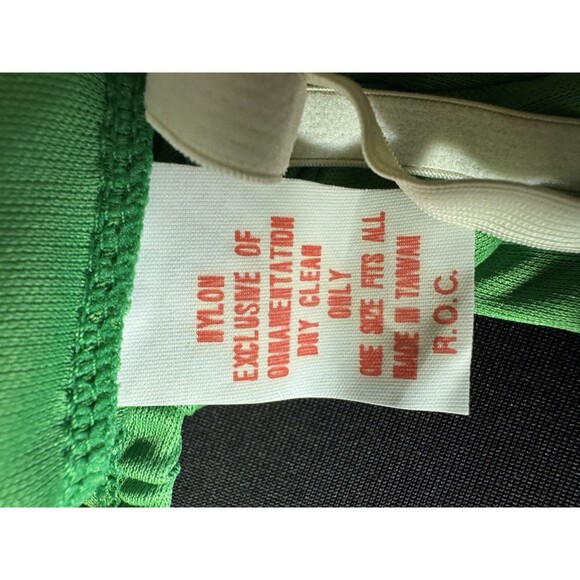 NYLON
EXCLUSIVE OF
ORNAMENTATION
DRY CLEAN
ONLY
ONE SIZE FITS ALL
MADE IN TAIWAN
R.O.C.